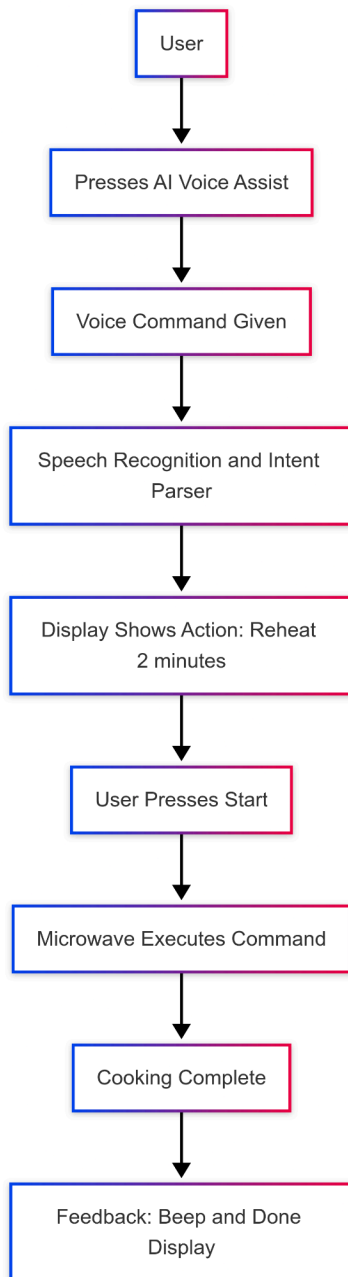 User
Presses AI Voice Assist
Voice Command Given
Speech Recognition and Intent
Parser
Display Shows Action: Reheat
2 minutes
User Presses Start
Microwave Executes Command
Cooking Complete
Feedback: Beep and Done
Display